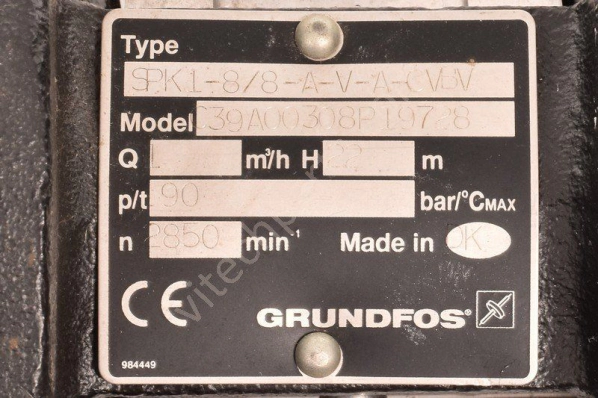 Type
SPK1-8/8-A-V-A-CVBV
Model C39A00308P19728
Q 1 m³/h H m
p/t 90 bar/°CMAX
n 2850 min⁻¹ Made in DK
CE GRUNDFOS®
984449